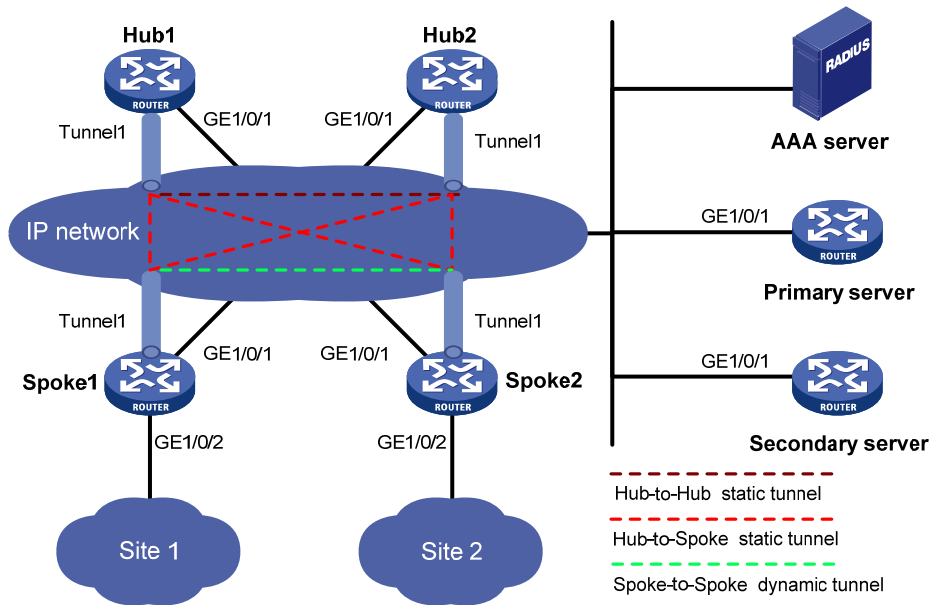 Hub1
Hub2
ROUTER
ROUTER
RADIUS
AAA server
Tunnel1
GE1/0/1
GE1/0/1
Tunnel1
IP network
GE1/0/1
ROUTER
Primary server
Tunnel1
GE1/0/1
GE1/0/1
Tunnel1
Spoke1
ROUTER
Spoke2
ROUTER
GE1/0/1
ROUTER
Secondary server
GE1/0/2
GE1/0/2
Site 1
Site 2
Hub-to-Hub static tunnel
Hub-to-Spoke static tunnel
Spoke-to-Spoke dynamic tunnel